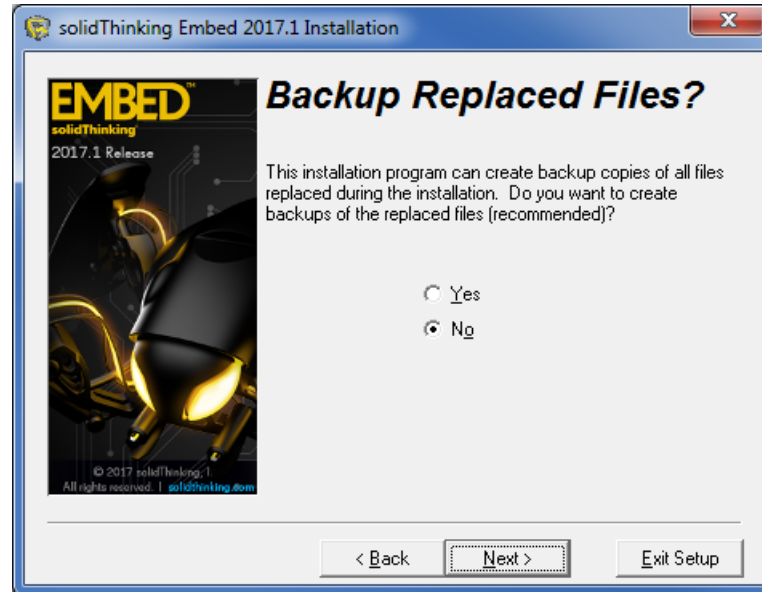 solidThinking Embed 2017.1 Installation
EMBED™
solidThinking
2017.1 Release
Backup Replaced Files?
This installation program can create backup copies of all files
replaced during the installation. Do you want to create
backups of the replaced files (recommended)?
Yes
No
© 2017 solidThinking, I.
All rights reserved. | solidthinking.com
< Back
Next >
Exit Setup